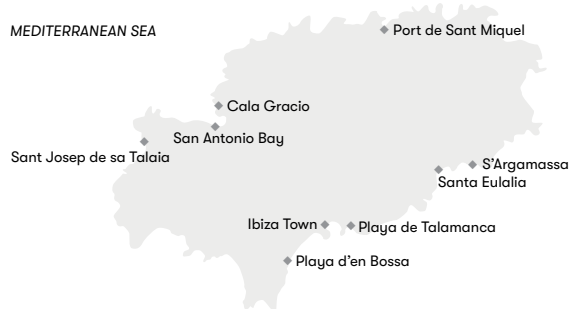 MEDITERRANEAN SEA
Port de Sant Miquel
Cala Gracio
San Antonio Bay
Sant Josep de sa Talaia
S'Argamassa
Santa Eulalia
Ibiza Town
Playa de Talamanca
Playa d'en Bossa